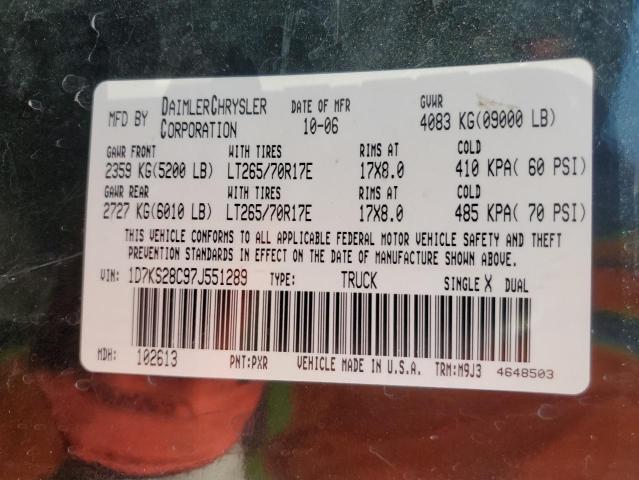 MFD BY DAIMLERCHRYSLER CORPORATION DATE OF MFR 10-06 GVWR 4083 KG(09000 LB)
GAWR FRONT WITH TIRES RIMS AT COLD
2359 KG(5200 LB) LT265/70R17E 17X8.0 410 KPA( 60 PSI)
GAWR REAR WITH TIRES RIMS AT COLD
2727 KG(6010 LB) LT265/70R17E 17X8.0 485 KPA( 70 PSI)
THIS VEHICLE CONFORMS TO ALL APPLICABLE FEDERAL MOTOR VEHICLE SAFETY AND THEFT
PREVENTION STANDARDS IN EFFECT ON THE DATE OF MANUFACTURE SHOWN ABOVE.
VIN: 1D7KS28C97J551289 TYPE: TRUCK SINGLE X DUAL
MDH: 102613 PNT:PXR VEHICLE MADE IN U.S.A. TRM:M9J3 4648503